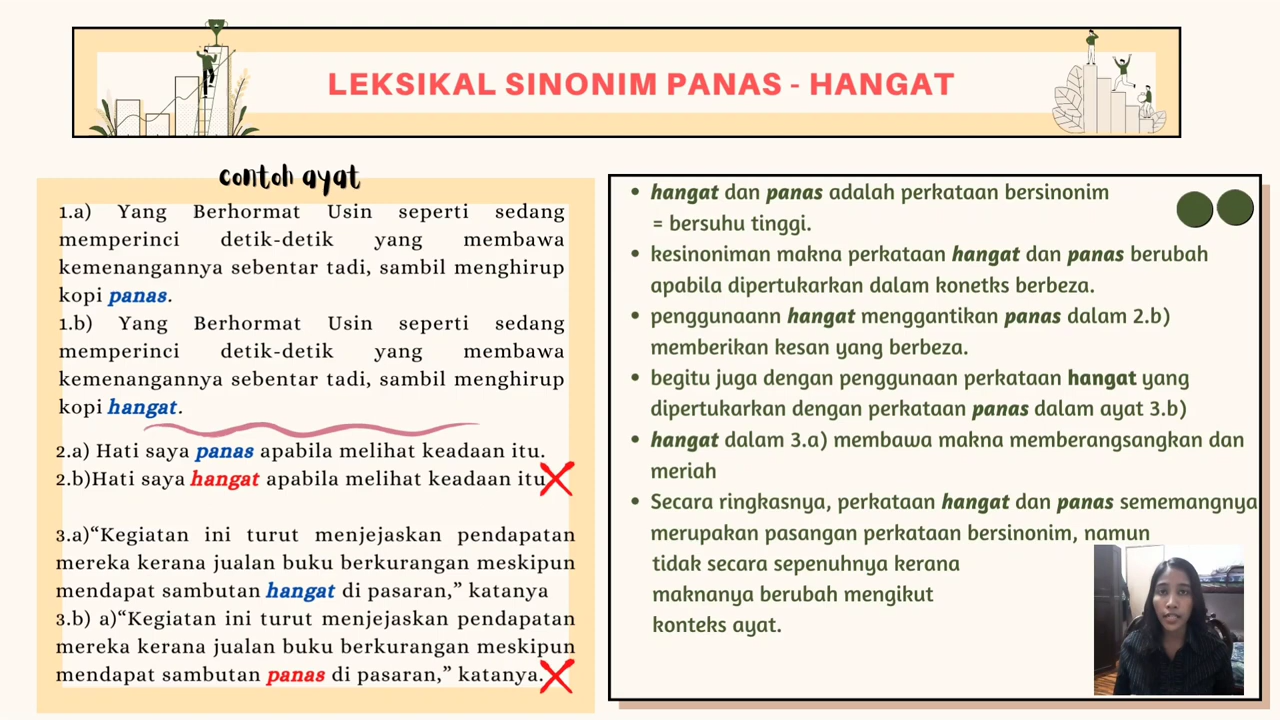 LEKSIKAL SINONIM PANAS - HANGAT
contoh ayat
1.a) Yang Berhormat Usin seperti sedang
memperinci detik-detik yang membawa
kemenangannya sebentar tadi, sambil menghirup
kopi panas.
1.b) Yang Berhormat Usin seperti sedang
memperinci detik-detik yang membawa
kemenangannya sebentar tadi, sambil menghirup
kopi hangat.
2.a) Hati saya panas apabila melihat keadaan itu.
2.b)Hati saya hangat apabila melihat keadaan itu
3.a)“Kegiatan ini turut menjejaskan pendapatan
mereka kerana jualan buku berkurangan meskipun
mendapat sambutan hangat di pasaran,” katanya
3.b) a)“Kegiatan ini turut menjejaskan pendapatan
mereka kerana jualan buku berkurangan meskipun
mendapat sambutan panas di pasaran,” katanya.
• hangat dan panas adalah perkataan bersinonim
= bersuhu tinggi.
• kesinoniman makna perkataan hangat dan panas berubah
apabila dipertukarkan dalam konetks berbeza.
• penggunaann hangat menggantikan panas dalam 2.b)
memberikan kesan yang berbeza.
• begitu juga dengan penggunaan perkataan hangat yang
dipertukarkan dengan perkataan panas dalam ayat 3.b)
• hangat dalam 3.a) membawa makna memberangsangkan dan
meriah
• Secara ringkasnya, perkataan hangat dan panas sememangnya
merupakan pasangan perkataan bersinonim, namun
tidak secara sepenuhnya kerana
maknanya berubah mengikut
konteks ayat.